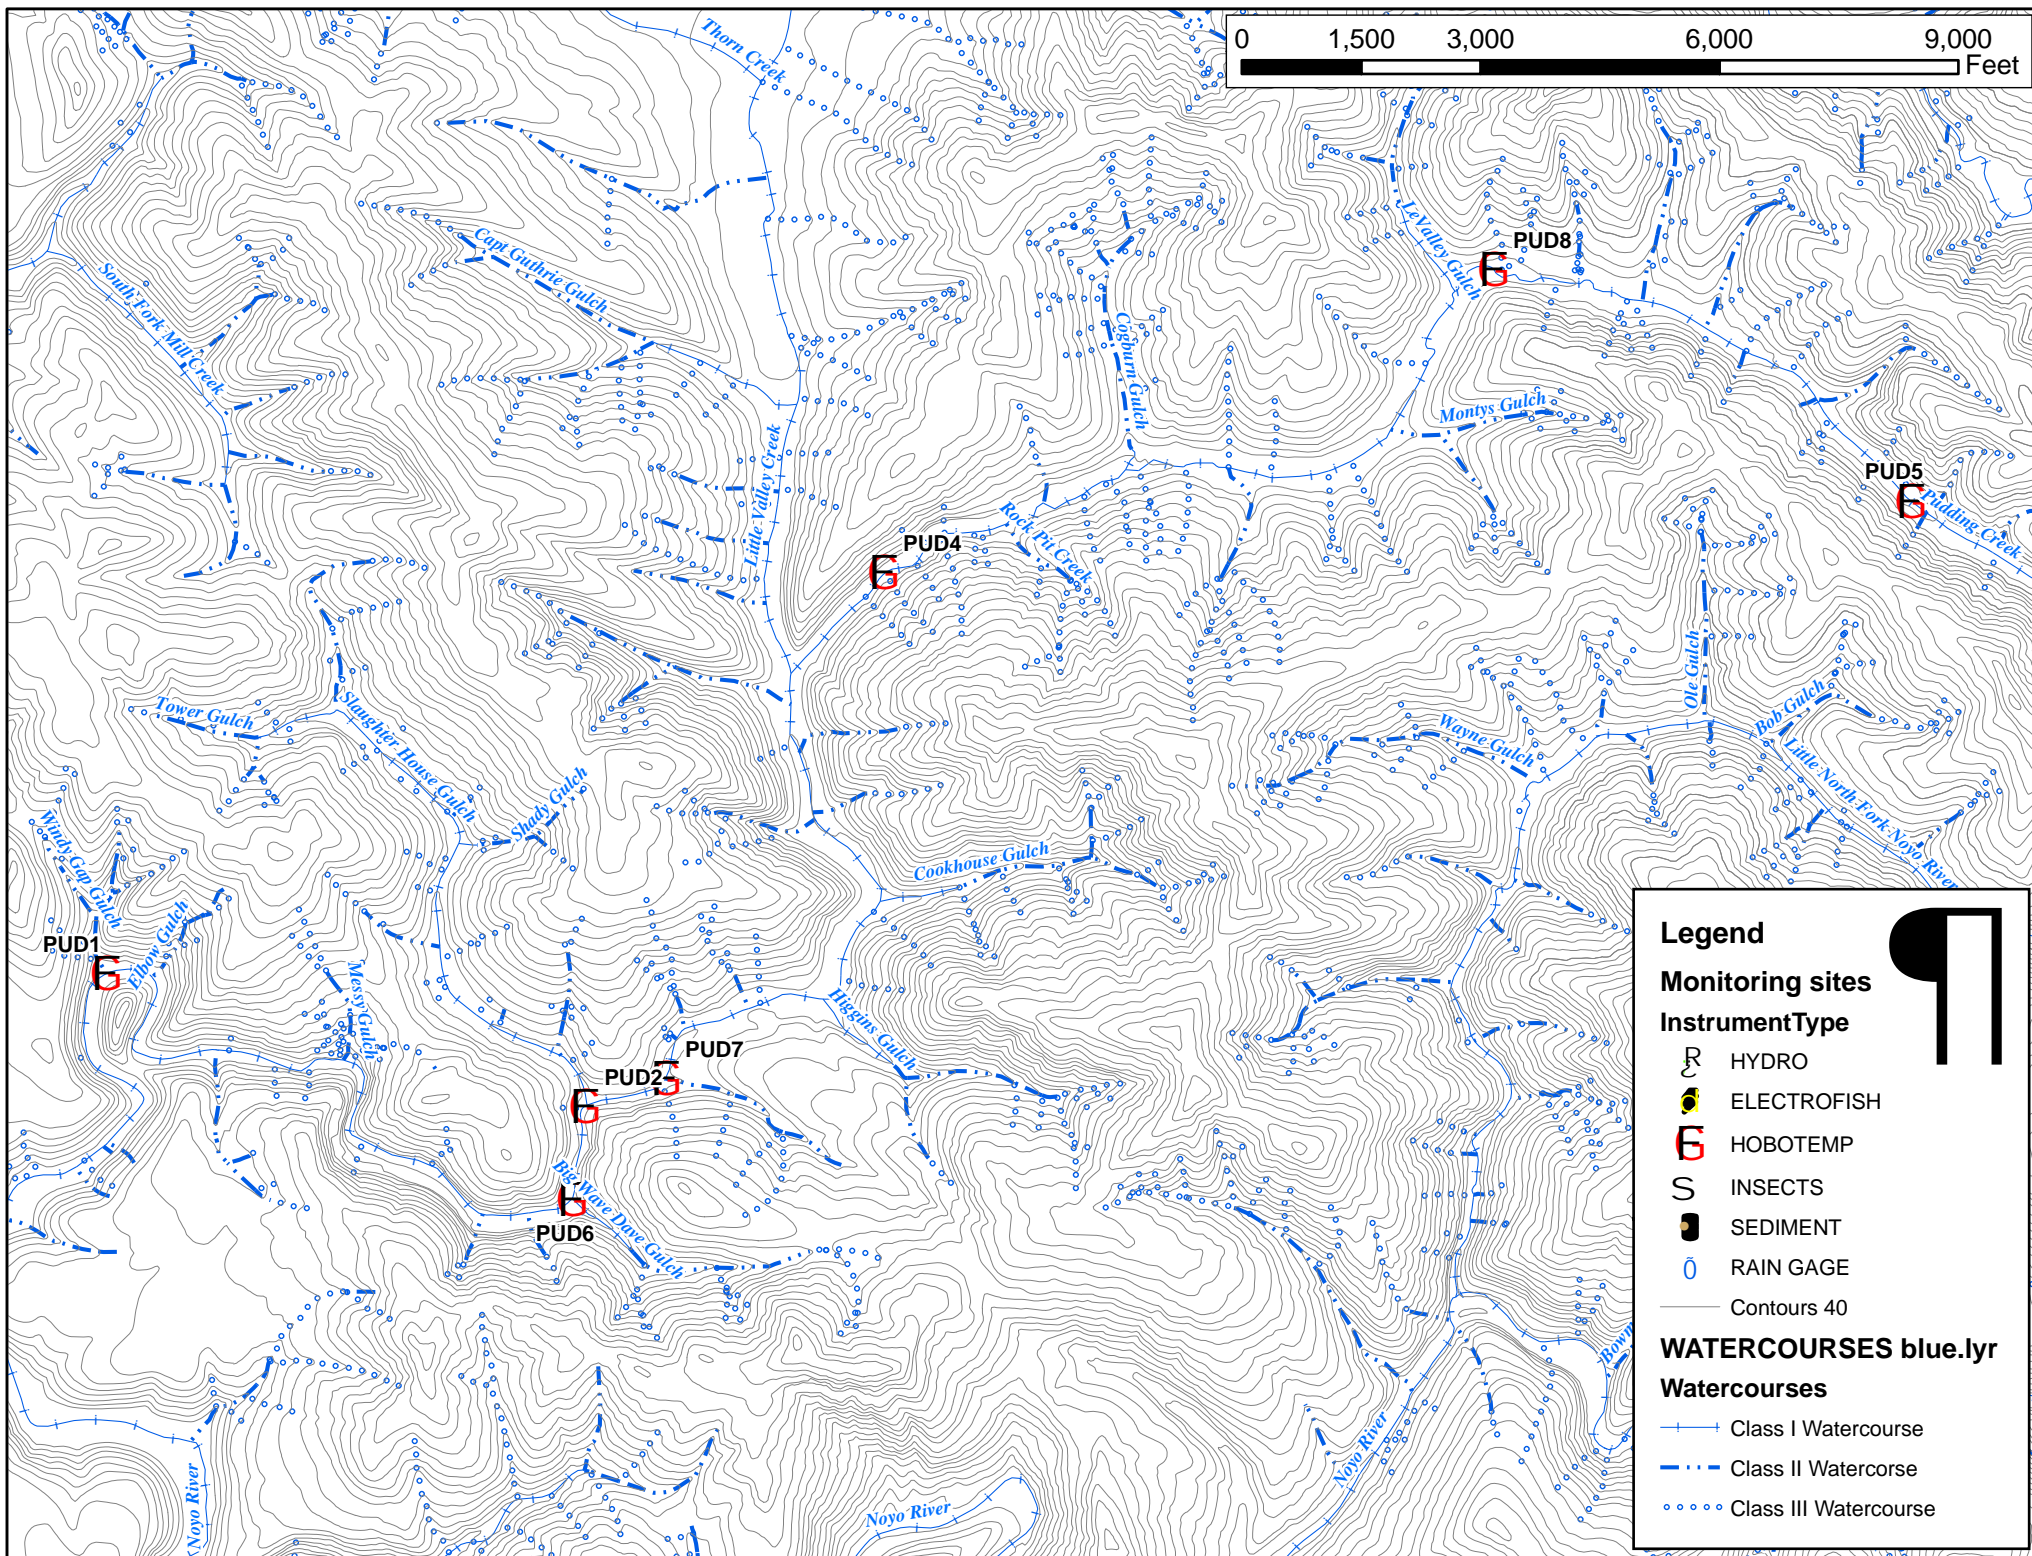 0 1,500 3,000 6,000 9,000
Feet
Thorn Creek
LeValley Gulch
PUD8
Capt Guthrie Gulch
South Fork Mill Creek
Cogburn Gulch
Montys Gulch
Little Valley Creek
PUD5
Pudding Creek
Rock Pit Creek
PUD4
Ole Gulch
Bob Gulch
Tower Gulch
Slaughter House Gulch
Wayne Gulch
Little North Fork Noyo River
Shady Gulch
Windy Gap Gulch
Cookhouse Gulch
Elbow Gulch
PUD1
Messy Gulch
Higgins Gulch
PUD7
PUD2
Big Wave Dave Gulch
PUD6
Bown
Noyo River
Noyo River
Noyo River
Legend
Monitoring sites
InstrumentType
HYDRO
ELECTROFISH
HOBOTEMP
INSECTS
SEDIMENT
RAIN GAGE
Contours 40
WATERCOURSES blue.lyr
Watercourses
Class I Watercourse
Class II Watercorse
Class III Watercourse